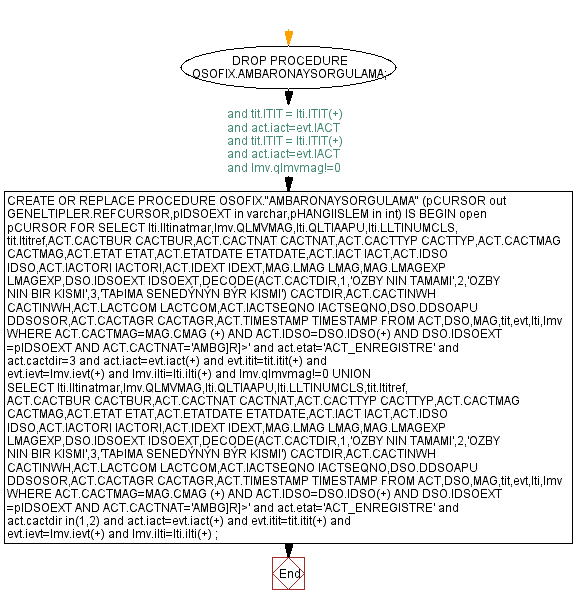 DROP PROCEDURE
OSOFIX.AMBARONAYSORGULAMA;
and tit.ITIT = lti.ITIT(+)
and act.iact=evt.IACT
and tit.ITIT = lti.ITIT(+)
and act.iact=evt.IACT
and lmv.qlmvmag!=0
CREATE OR REPLACE PROCEDURE OSOFIX."AMBARONAYSORGULAMA" (pCURSOR out
GENELTIPLER.REFCURSOR,pIDSOEXT in varchar,pHANGIISLEM in int) IS BEGIN open
pCURSOR FOR SELECT lti.lltinatmar,lmv.QLMVMAG,lti.QLTIAAPU,lti.LLTINUMCLS,
tit.ltitref,ACT.CACTBUR CACTBUR,ACT.CACTNAT CACTNAT,ACT.CACTTYP CACTTYP,ACT.CACTMAG
CACTMAG,ACT.ETAT ETAT,ACT.ETATDATE ETATDATE,ACT.IACT IACT,ACT.IDSO
IDSO,ACT.IACTORI IACTORI,ACT.IDEXT IDEXT,MAG.LMAG LMAG,MAG.LMAGEXP
LMAGEXP,DSO.IDSOEXT IDSOEXT,DECODE(ACT.CACTDIR,1,'OZBY NIN TAMAMI',2,'OZBY
NIN BIR KISMI',3,'TAÞIMA SENEDÝNÝN BÝR KISMI') CACTDIR,ACT.CACTINWH
CACTINWH,ACT.LACTCOM LACTCOM,ACT.IACTSEQNO IACTSEQNO,DSO.DDSOAPU
DDSOSOR,ACT.CACTAGR CACTAGR,ACT.TIMESTAMP TIMESTAMP FROM ACT,DSO,MAG,tit,evt,lti,lmv
WHERE ACT.CACTMAG=MAG.CMAG (+) AND ACT.IDSO=DSO.IDSO(+) AND DSO.IDSOEXT
=pIDSOEXT AND ACT.CACTNAT='AMBG]R]>' and act.etat='ACT_ENREGISTRE' and
act.cactdir=3 and act.iact=evt.iact(+) and evt.itit=tit.itit(+) and
evt.ievt=lmv.ievt(+) and lmv.ilti=lti.ilti(+) and lmv.qlmvmag!=0 UNION
SELECT lti.lltinatmar,lmv.QLMVMAG,lti.QLTIAAPU,lti.LLTINUMCLS,tit.ltitref,
ACT.CACTBUR CACTBUR,ACT.CACTNAT CACTNAT,ACT.CACTTYP CACTTYP,ACT.CACTMAG
CACTMAG,ACT.ETAT ETAT,ACT.ETATDATE ETATDATE,ACT.IACT IACT,ACT.IDSO
IDSO,ACT.IACTORI IACTORI,ACT.IDEXT IDEXT,MAG.LMAG LMAG,MAG.LMAGEXP
LMAGEXP,DSO.IDSOEXT IDSOEXT,DECODE(ACT.CACTDIR,1,'OZBY NIN TAMAMI',2,'OZBY
NIN BIR KISMI',3,'TAÞIMA SENEDÝNÝN BÝR KISMI') CACTDIR,ACT.CACTINWH
CACTINWH,ACT.LACTCOM LACTCOM,ACT.IACTSEQNO IACTSEQNO,DSO.DDSOAPU
DDSOSOR,ACT.CACTAGR CACTAGR,ACT.TIMESTAMP TIMESTAMP FROM ACT,DSO,MAG,tit,evt,lti,lmv
WHERE ACT.CACTMAG=MAG.CMAG (+) AND ACT.IDSO=DSO.IDSO(+) AND DSO.IDSOEXT
=pIDSOEXT AND ACT.CACTNAT='AMBG]R]>' and act.etat='ACT_ENREGISTRE' and
act.cactdir in(1,2) and act.iact=evt.iact(+) and evt.itit=tit.itit(+) and
evt.ievt=lmv.ievt(+) and lmv.ilti=lti.ilti(+) ;
End